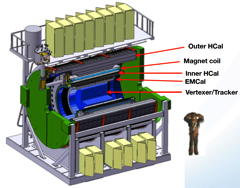 Outer HCal
Magnet coil
Inner HCal
EMCal
Vertexer/Tracker